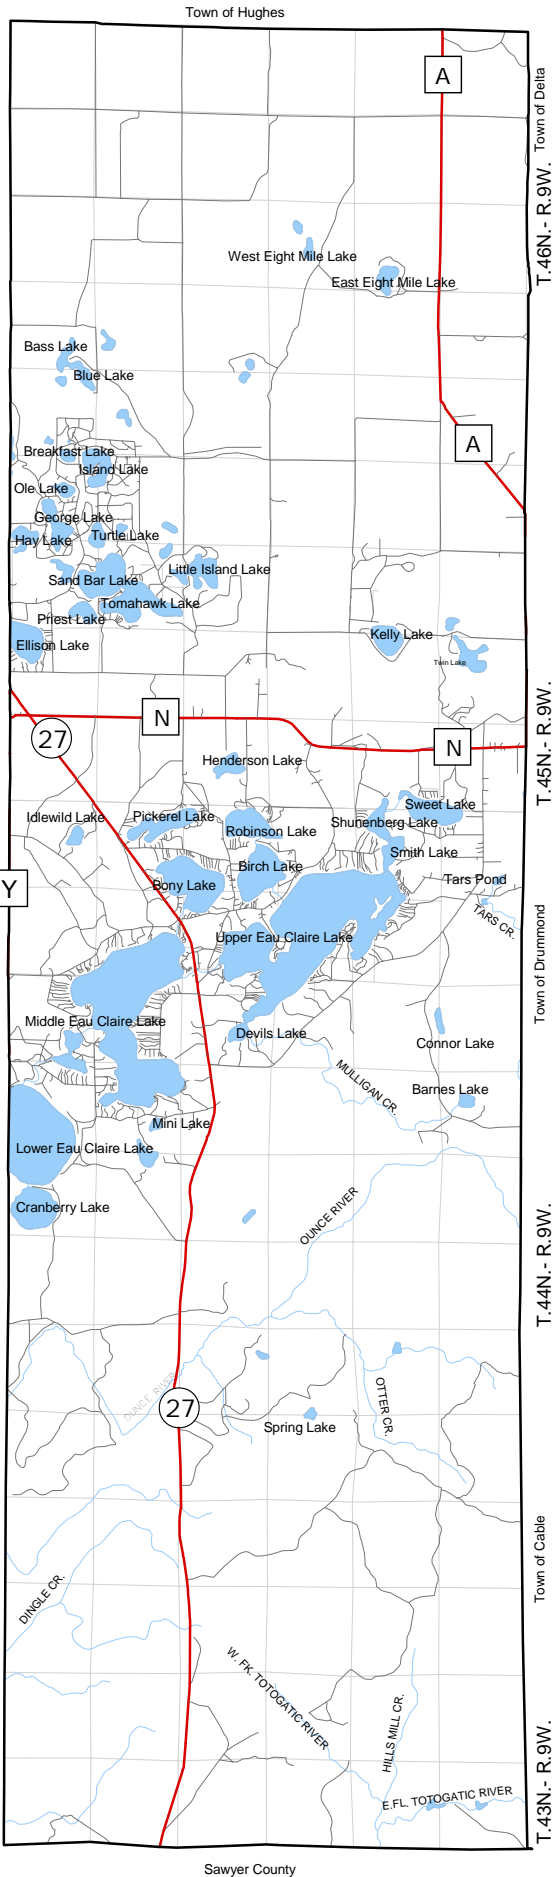 Town of Hughes
A
Town of Delta
T.46N.- R.9W.
West Eight Mile Lake
East Eight Mile Lake
Bass Lake
Blue Lake
A
Breakfast Lake
Island Lake
Ole Lake
George Lake
Hay Lake
Turtle Lake
Little Island Lake
Sand Bar Lake
Tomahawk Lake
Priest Lake
Ellison Lake
Kelly Lake
Twin Lake
T.45N.- R.9W.
N
27
N
Henderson Lake
Sweet Lake
Idlewild Lake
Pickerel Lake
Shunenberg Lake
Robinson Lake
Smith Lake
Birch Lake
Bony Lake
Tars Pond
Y
TARS CR.
Upper Eau Claire Lake
Town of Drummond
Middle Eau Claire Lake
Devils Lake
Connor Lake
MULLIGAN CR.
Barnes Lake
Mini Lake
Lower Eau Claire Lake
Cranberry Lake
OUNCE RIVER
T.44N.- R.9W.
OUNCE RIVER
27
OTTER CR.
Spring Lake
Town of Cable
DINGLE CR.
W. FK. TOTOGATIC RIVER
HILLS MILL CR.
E.FL. TOTOGATIC RIVER
T.43N.- R.9W.
Sawyer County